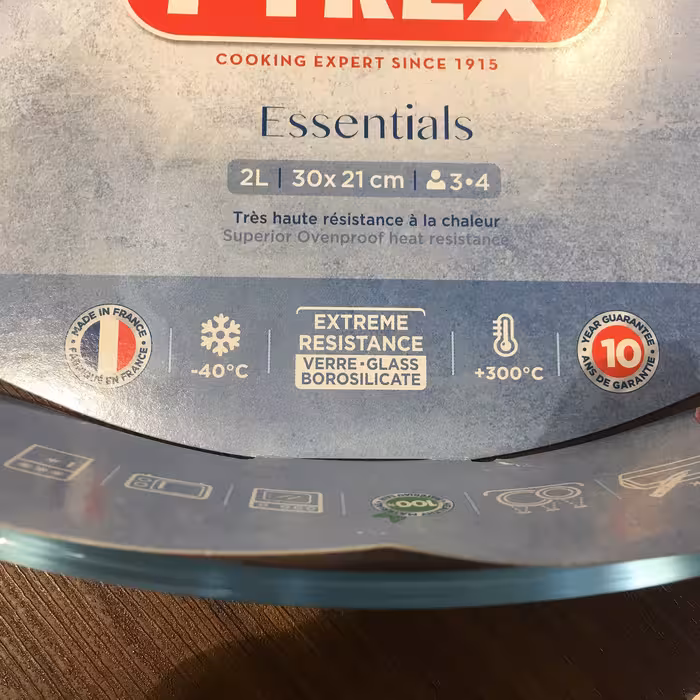 PYREX
COOKING EXPERT SINCE 1915
Essentials
2L | 30x21 cm | 3•4
Très haute résistance à la chaleur
Superior Ovenproof heat resistance
MADE IN FRANCE • FABRIQUÉ EN FRANCE •
-40°C
EXTREME
RESISTANCE
VERRE•GLASS
BOROSILICATE
+300°C
YEAR GUARANTEE
10
ANS DE GARANTIE
100